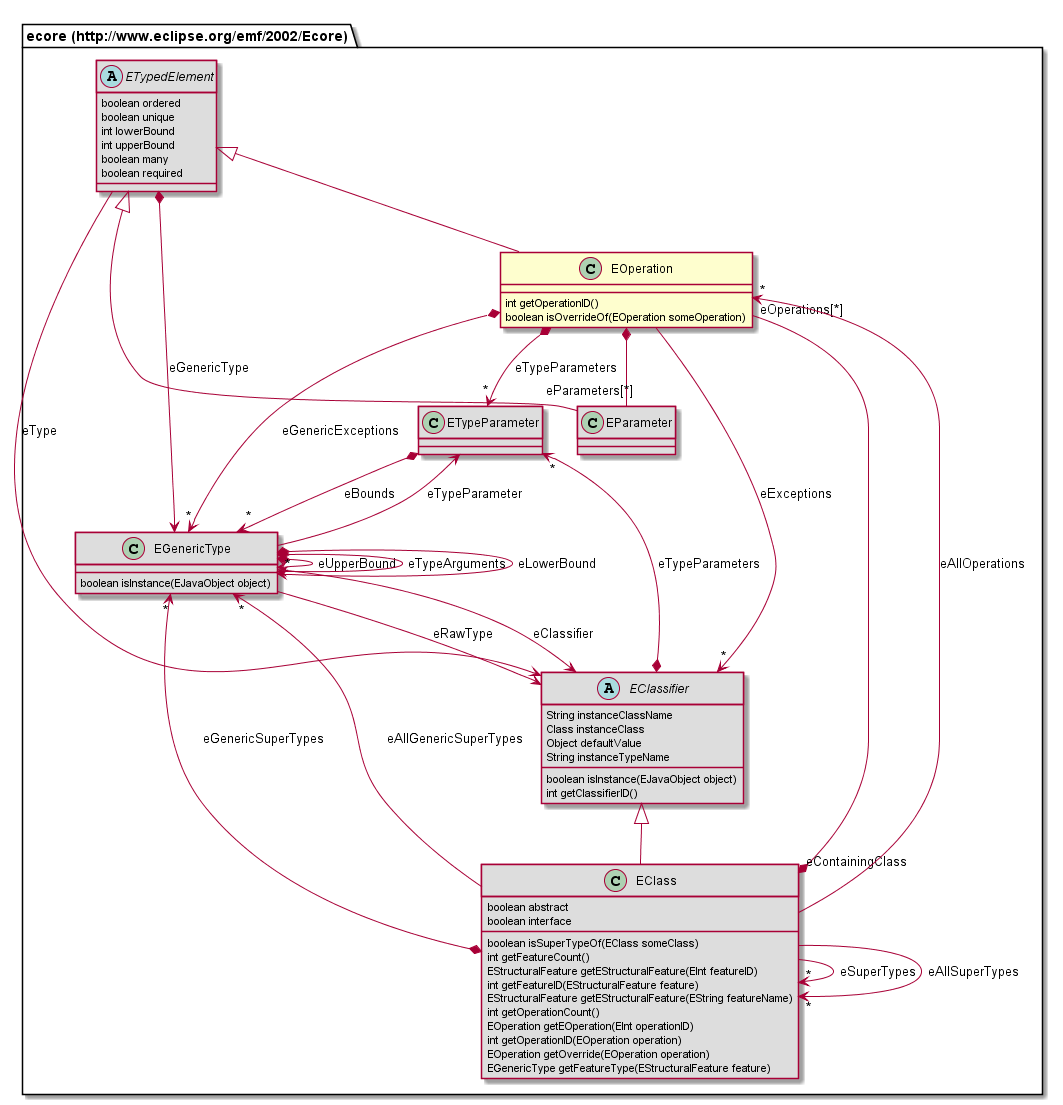 ecore (http://www.eclipse.org/emf/2002/Ecore)
A ETypedElement
boolean ordered
boolean unique
int lowerBound
int upperBound
boolean many
boolean required
C EOperation
int getOperationID()
boolean isOverrideOf(EOperation someOperation)
*
eOperations[*]
eGenericType
eTypeParameters
*
eParameters[*]
eType
eGenericExceptions
*
C ETypeParameter
C EParameter
*
eBounds
*
eTypeParameter
eExceptions
*
C EGenericType
boolean isInstance(EJavaObject object)
*
eUpperBound
*
eTypeArguments
eLowerBound
eTypeParameters
eAllOperations
*
*
eRawType
eClassifier
A EClassifier
String instanceClassName
Class instanceClass
Object defaultValue
String instanceTypeName
boolean isInstance(EJavaObject object)
int getClassifierID()
eGenericSuperTypes
eAllGenericSuperTypes
eContainingClass
C EClass
boolean abstract
boolean interface
boolean isSuperTypeOf(EClass someClass)
int getFeatureCount()
EStructuralFeature getEStructuralFeature(EInt featureID)
int getFeatureID(EStructuralFeature feature)
EStructuralFeature getEStructuralFeature(EString featureName)
int getOperationCount()
EOperation getEOperation(EInt operationID)
int getOperationID(EOperation operation)
EOperation getOverride(EOperation operation)
EGenericType getFeatureType(EStructuralFeature feature)
*
eSuperTypes
*
eAllSuperTypes